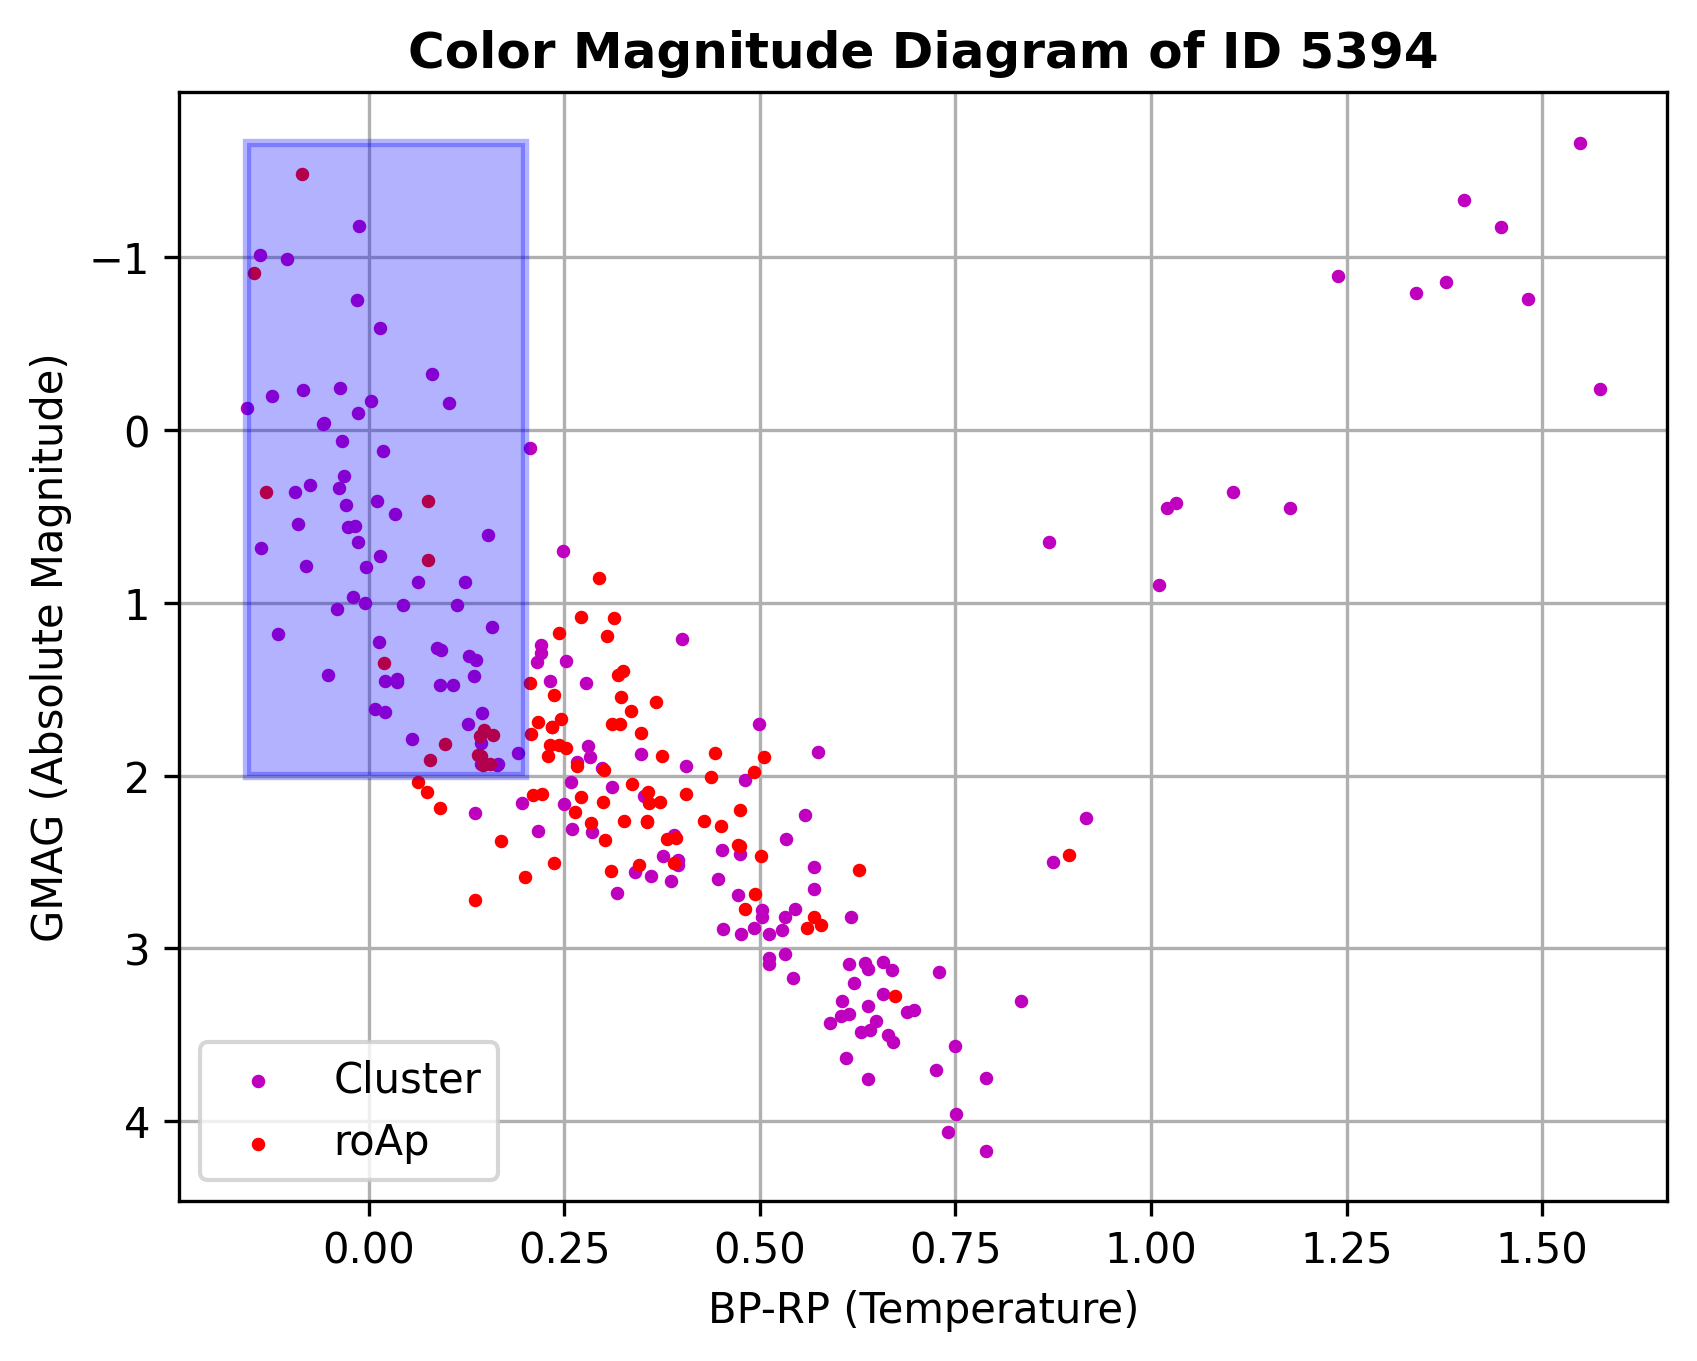 Color Magnitude Diagram of ID 5394
GMAG (Absolute Magnitude)
−1
0
1
2
3
4
Cluster
roAp
0.00 0.25 0.50 0.75 1.00 1.25 1.50
BP-RP (Temperature)